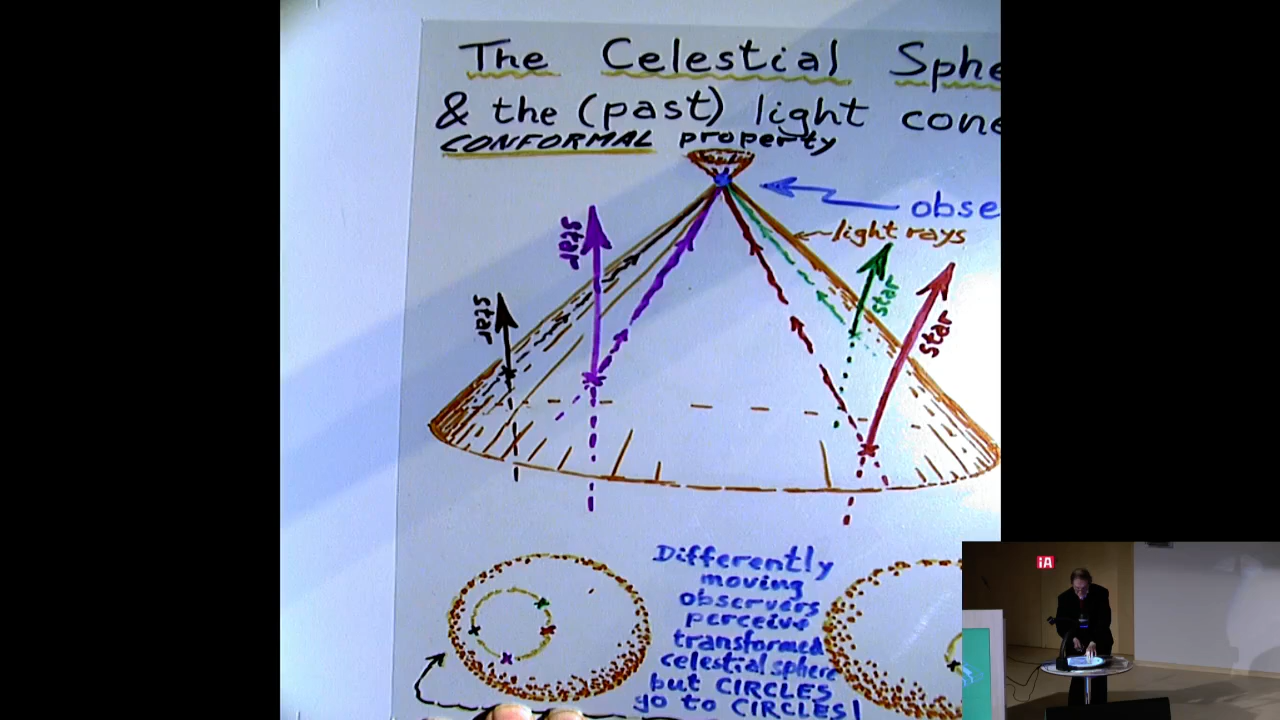 The Celestial Sphe
& the (past) light cone
CONFORMAL property
obse
light rays
star
star
star
star
Differently
moving
observers
perceive
transformed
celestial sphere
but CIRCLES
go to CIRCLES!
iA